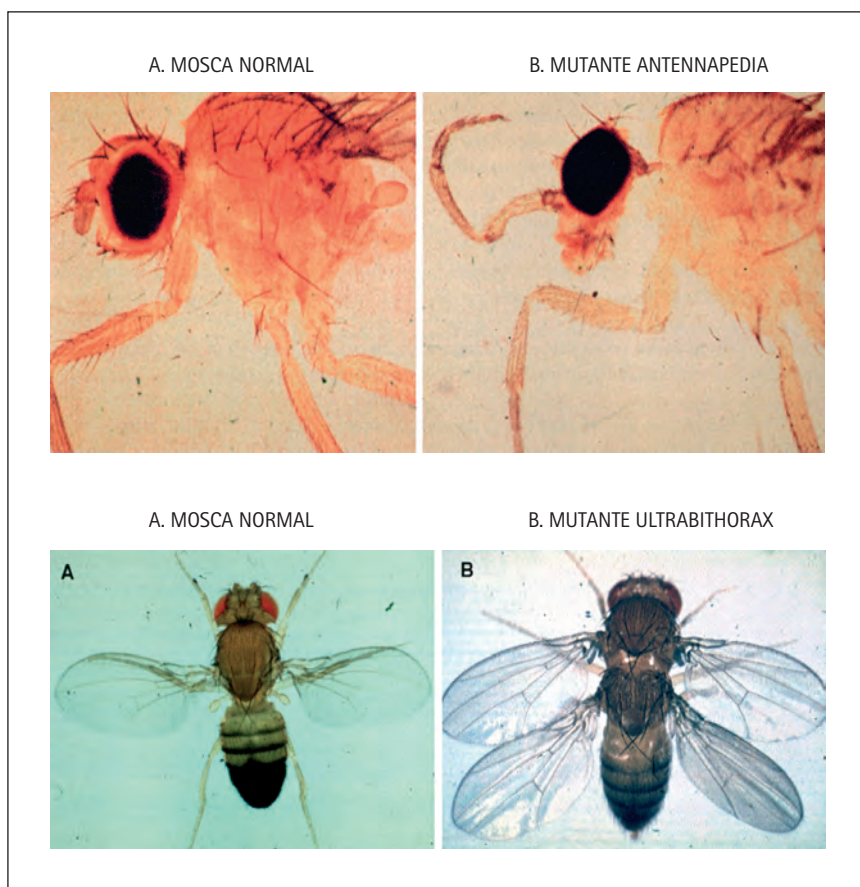 A. MOSCA NORMAL
B. MUTANTE ANTENNAPEDIA
A. MOSCA NORMAL
B. MUTANTE ULTRABITHORAX
A
B